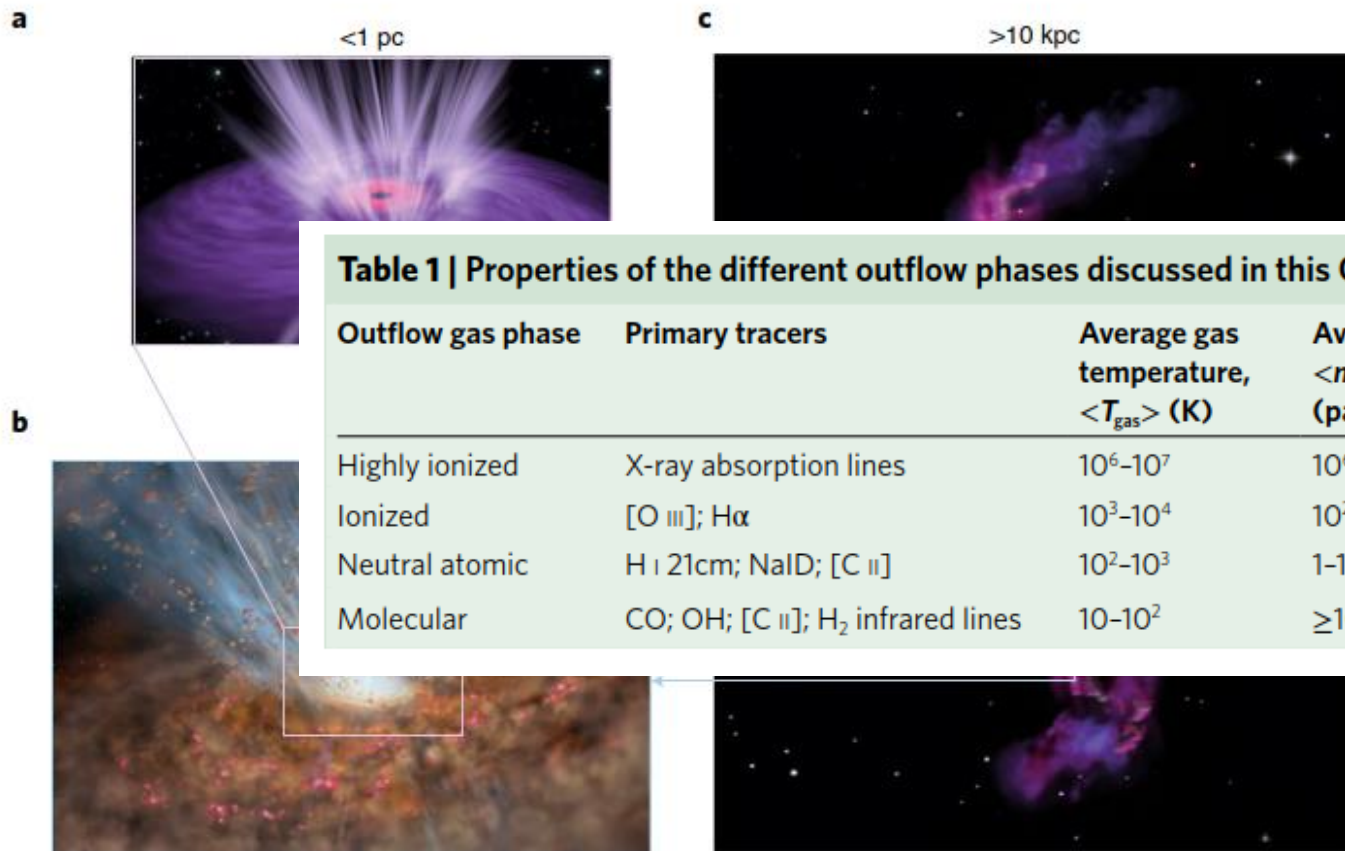 a
<1 pc
c
>10 kpc
Table 1 | Properties of the different outflow phases discussed in this
Outflow gas phase Primary tracers Average gas temperature, <Tgas> (K)
Highly ionized X-ray absorption lines 10⁶–10⁷
Ionized [O III]; Hα 10³–10⁴
Neutral atomic H I 21cm; NaID; [C II] 10²–10³
Molecular CO; OH; [C II]; H₂ infrared lines 10–10²
b